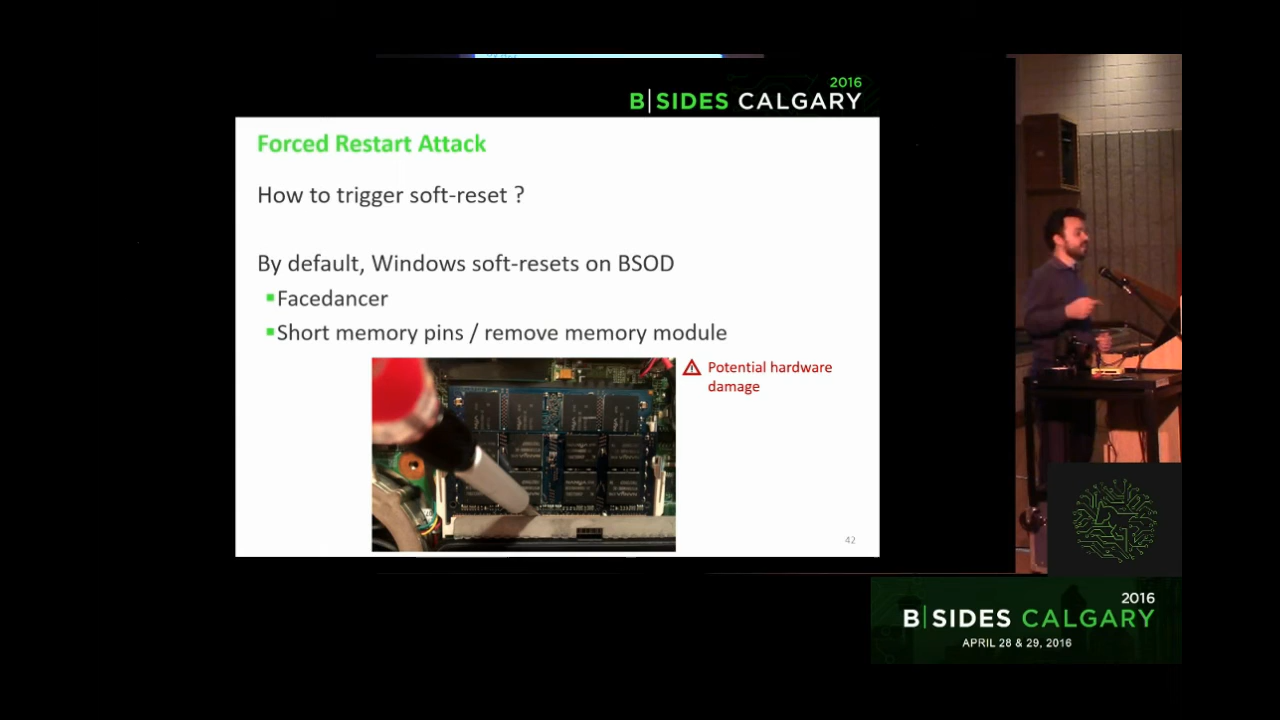 2016
B|SIDES CALGARY
Forced Restart Attack
How to trigger soft-reset ?
By default, Windows soft-resets on BSOD
Facedancer
Short memory pins / remove memory module
Potential hardware
damage
42
2016
B|SIDES CALGARY
APRIL 28 & 29, 2016